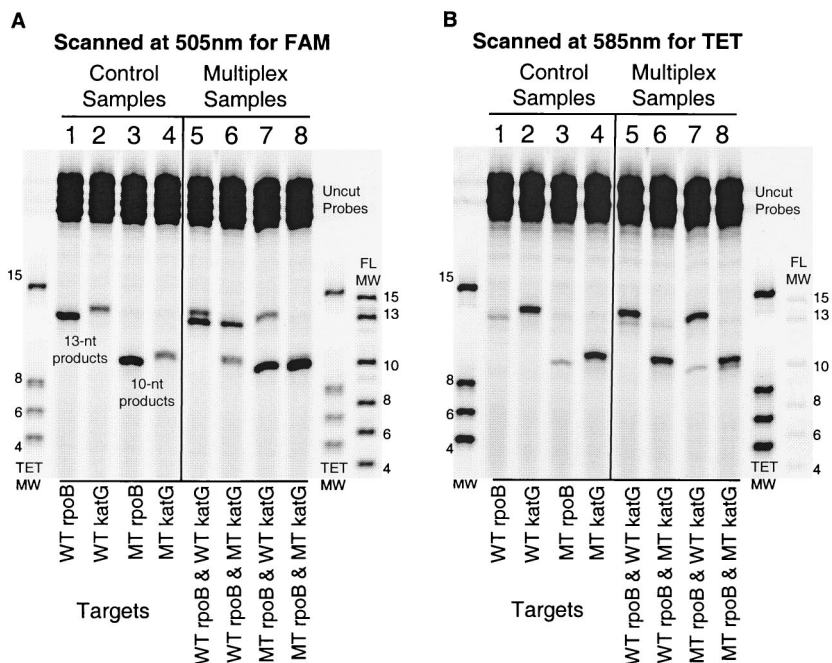 A
Scanned at 505nm for FAM
Control Samples
Multiplex Samples
1 2 3 4 5 6 7 8
Uncut Probes
15
FL MW
15
13
13-nt products
10
10-nt products
8
8
6
6
4
4
TET MW
TET MW
WT rpoB
WT katG
MT rpoB
MT katG
WT rpoB & WT katG
WT rpoB & MT katG
MT rpoB & WT katG
MT rpoB & MT katG
Targets
B
Scanned at 585nm for TET
Control Samples
Multiplex Samples
1 2 3 4 5 6 7 8
Uncut Probes
15
FL MW
15
13
10
8
8
6
6
4
4
MW
TET MW
WT rpoB
WT katG
MT rpoB
MT katG
WT rpoB & WT katG
WT rpoB & MT katG
MT rpoB & WT katG
MT rpoB & MT katG
Targets